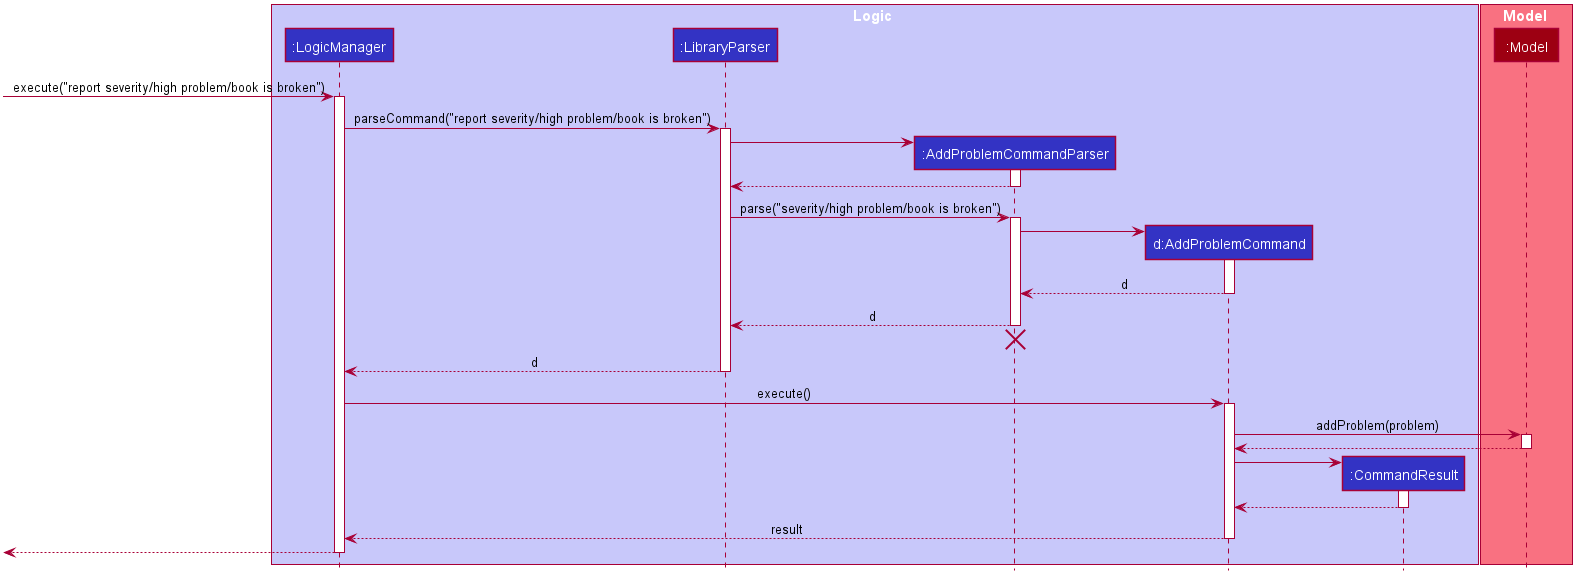 Logic
Model
:LogicManager
:LibraryParser
:Model
execute("report severity/high problem/book is broken")
parseCommand("report severity/high problem/book is broken")
:AddProblemCommandParser
parse("severity/high problem/book is broken")
d:AddProblemCommand
d
d
d
execute()
addProblem(problem)
:CommandResult
result